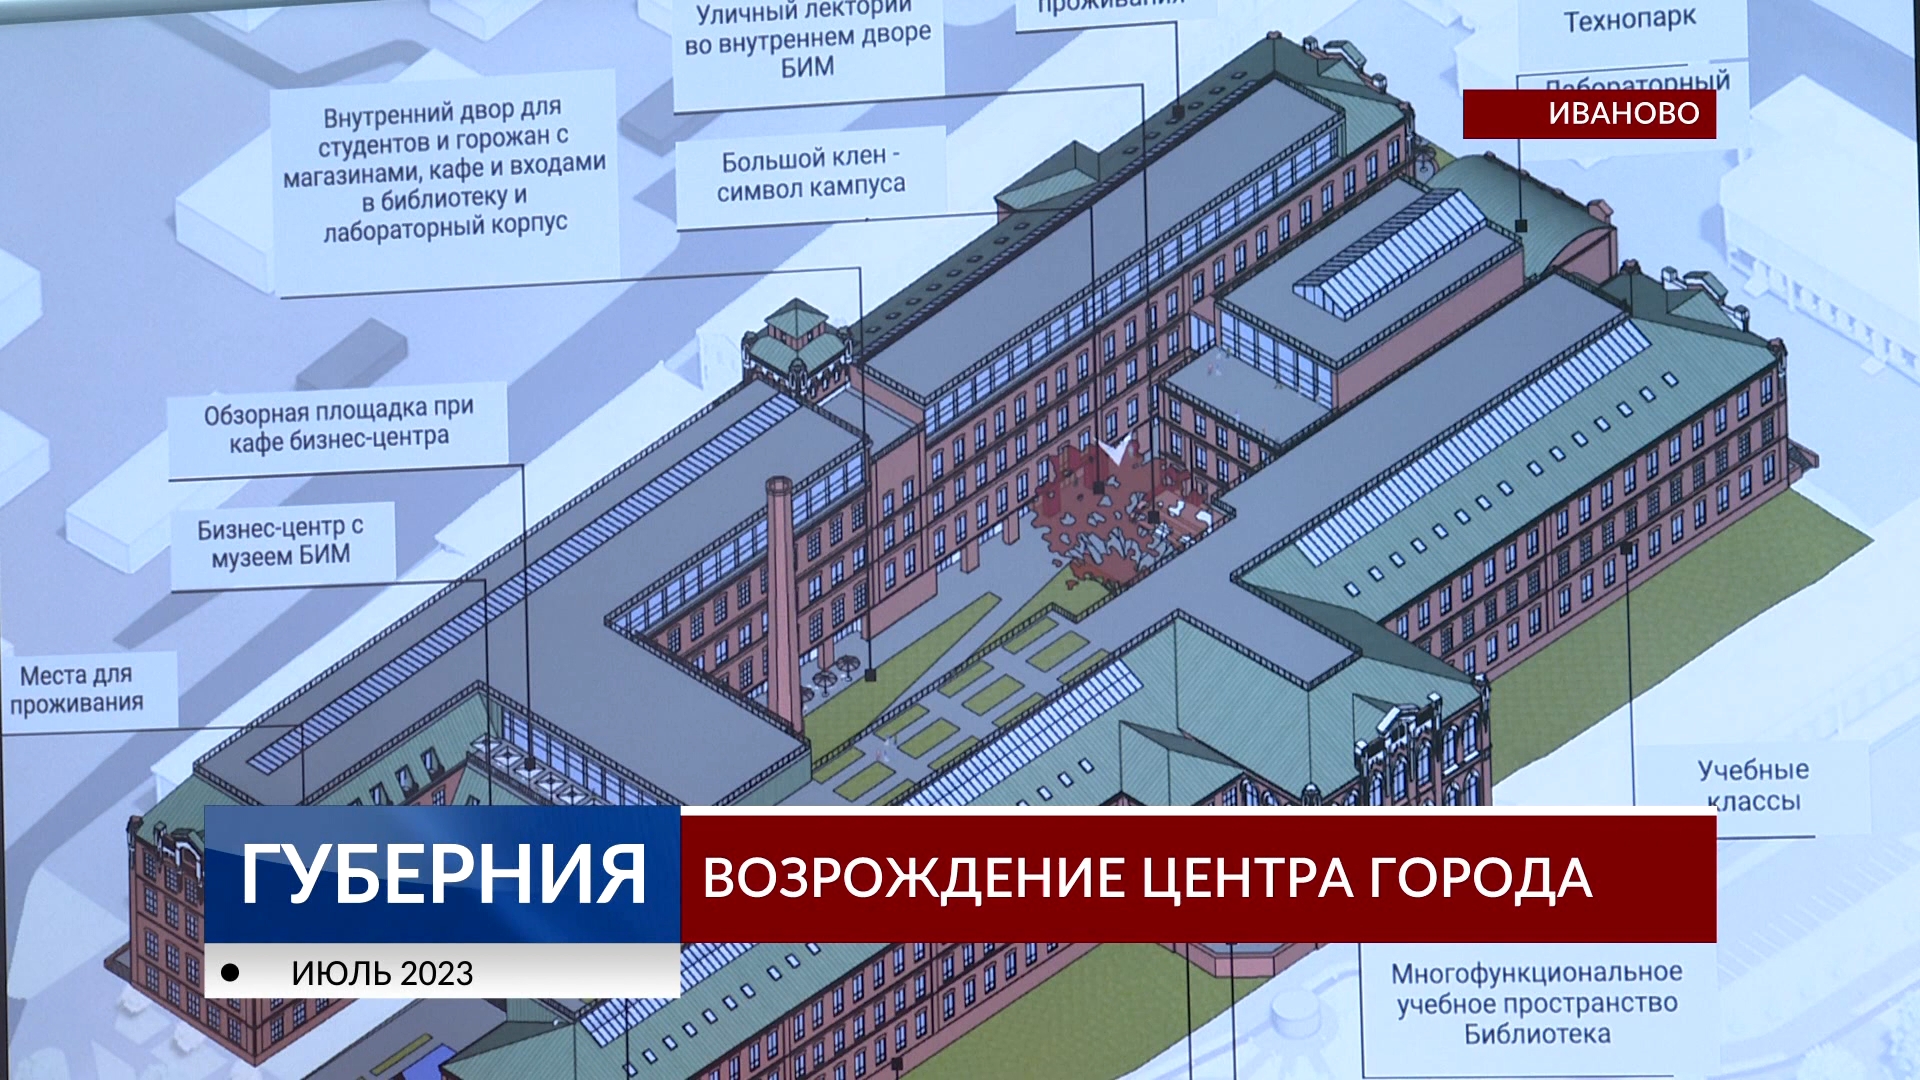 Уличный лекторий
во внутреннем дворе
БИМ
проживания
Технопарк
Лабораторный
ИВАНОВО
Внутренний двор для
студентов и горожан с
магазинами, кафе и входами
в библиотеку и
лабораторный корпус
Большой клен -
символ кампуса
Обзорная площадка при
кафе бизнес-центра
Бизнес-центр с
музеем БИМ
Места для
проживания
Учебные
классы
ГУБЕРНИЯ
ВОЗРОЖДЕНИЕ ЦЕНТРА ГОРОДА
ИЮЛЬ 2023
Многофункциональное
учебное пространство
Библиотека